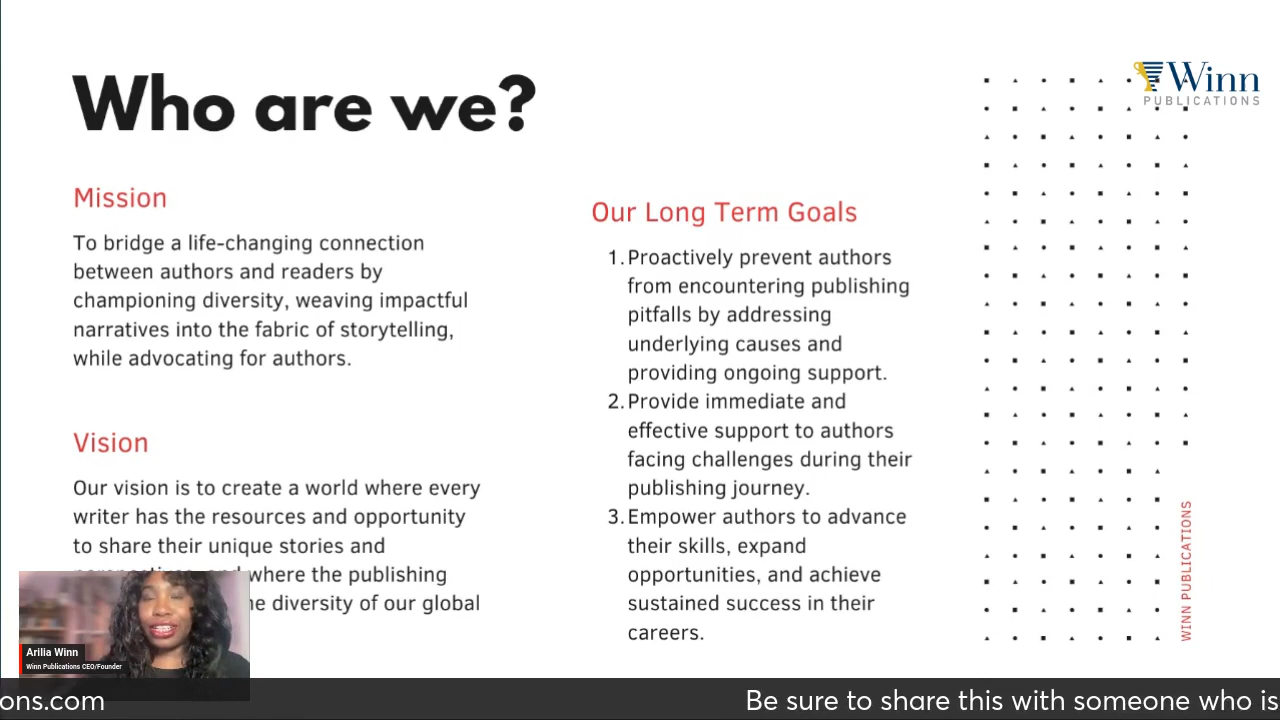 Who are we?
Winn
PUBLICATIONS
Mission
To bridge a life-changing connection
between authors and readers by
championing diversity, weaving impactful
narratives into the fabric of storytelling,
while advocating for authors.
Vision
Our vision is to create a world where every
writer has the resources and opportunity
to share their unique stories and
where the publishing
diversity of our global
Our Long Term Goals
1. Proactively prevent authors
from encountering publishing
pitfalls by addressing
underlying causes and
providing ongoing support.
2. Provide immediate and
effective support to authors
facing challenges during their
publishing journey.
3. Empower authors to advance
their skills, expand
opportunities, and achieve
sustained success in their
careers.
WINN PUBLICATIONS
Arilia Winn
Winn Publications CEO/Founder
ons.com
Be sure to share this with someone who is